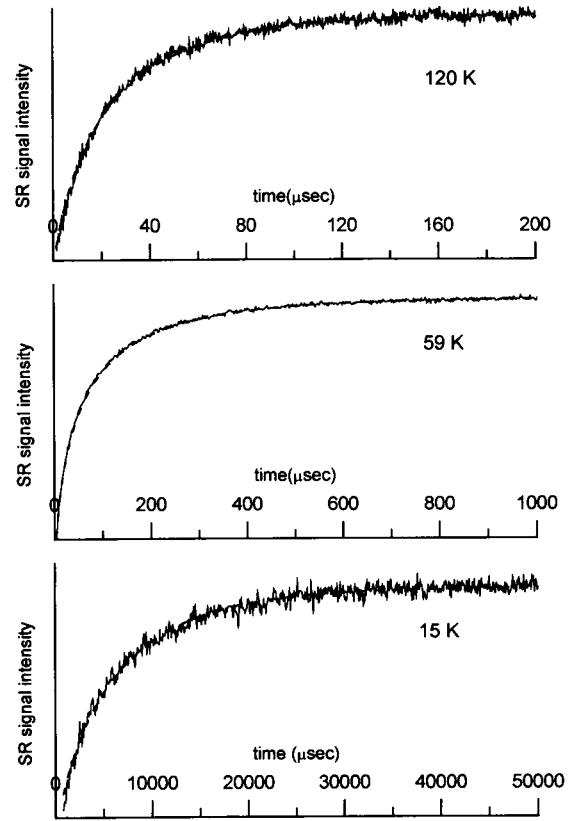 SR signal intensity
120 K
time(μsec)
0 40 80 120 160 200
SR signal intensity
59 K
time(μsec)
0 200 400 600 800 1000
SR signal intensity
15 K
time (μsec)
0 10000 20000 30000 40000 50000